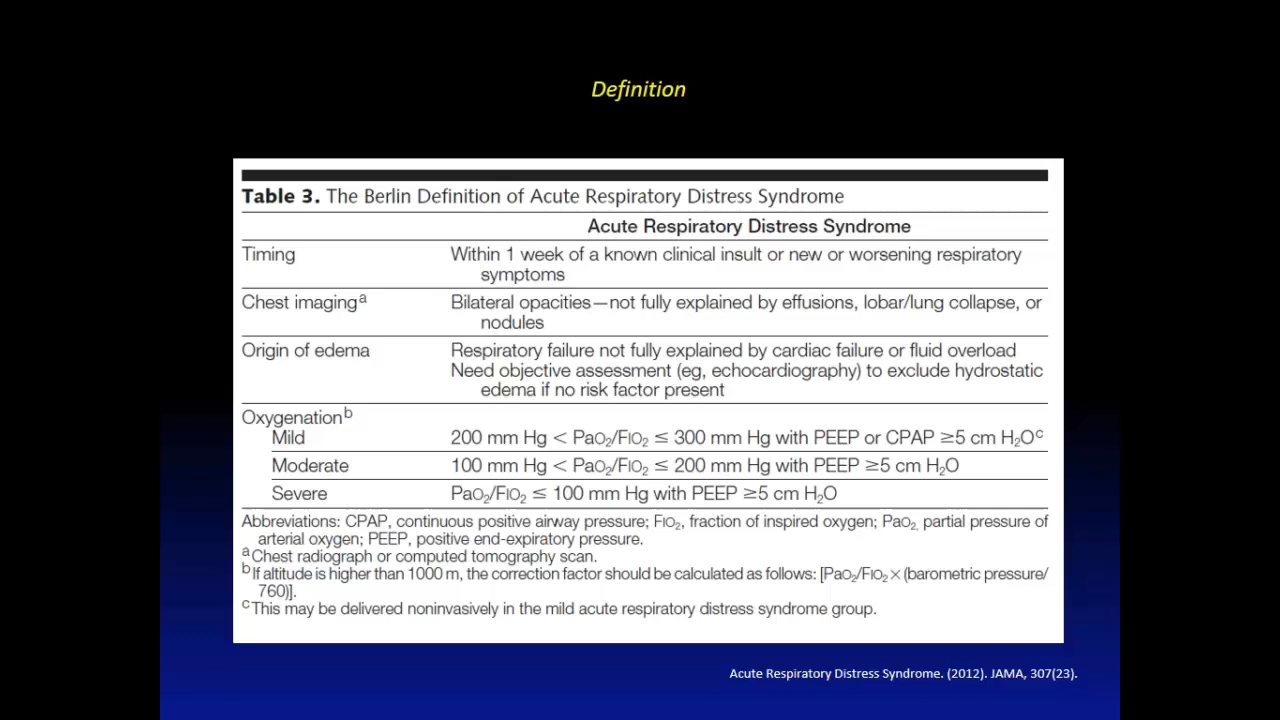 Definition
Table 3. The Berlin Definition of Acute Respiratory Distress Syndrome
Acute Respiratory Distress Syndrome
Timing Within 1 week of a known clinical insult or new or worsening respiratory
symptoms
Chest imagingᵃ Bilateral opacities—not fully explained by effusions, lobar/lung collapse, or
nodules
Origin of edema Respiratory failure not fully explained by cardiac failure or fluid overload
Need objective assessment (eg, echocardiography) to exclude hydrostatic
edema if no risk factor present
Oxygenationᵇ
Mild 200 mm Hg < PaO₂/FIO₂ ≤ 300 mm Hg with PEEP or CPAP ≥5 cm H₂Oᶜ
Moderate 100 mm Hg < PaO₂/FIO₂ ≤ 200 mm Hg with PEEP ≥5 cm H₂O
Severe PaO₂/FIO₂ ≤ 100 mm Hg with PEEP ≥5 cm H₂O
Abbreviations: CPAP, continuous positive airway pressure; FIO₂, fraction of inspired oxygen; PaO₂, partial pressure of
arterial oxygen; PEEP, positive end-expiratory pressure.
ᵃ Chest radiograph or computed tomography scan.
ᵇ If altitude is higher than 1000 m, the correction factor should be calculated as follows: [PaO₂/FIO₂ × (barometric pressure/
760)].
ᶜ This may be delivered noninvasively in the mild acute respiratory distress syndrome group.
Acute Respiratory Distress Syndrome. (2012). JAMA, 307(23).